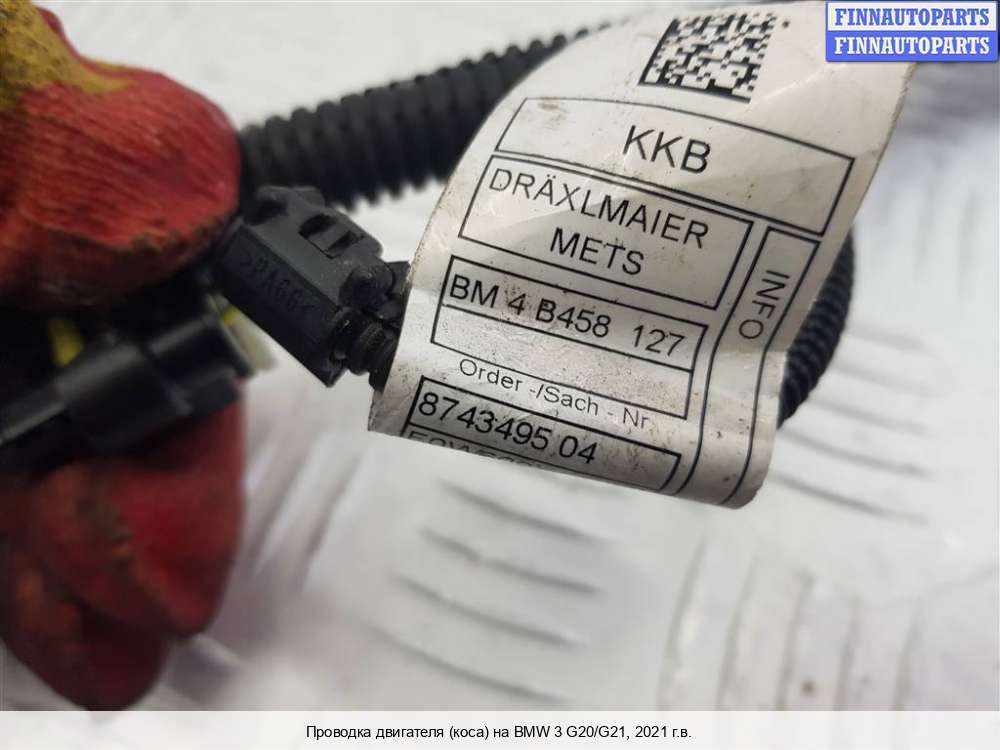 FINNAUTOPARTS
FINNAUTOPARTS
KKB
DRÄXLMAIER
METS
INFO
BM 4 B458 127
Order -/Sach - Nr.
8743495 04
>PA66<
Проводка двигателя (коса) на BMW 3 G20/G21, 2021 г.в.